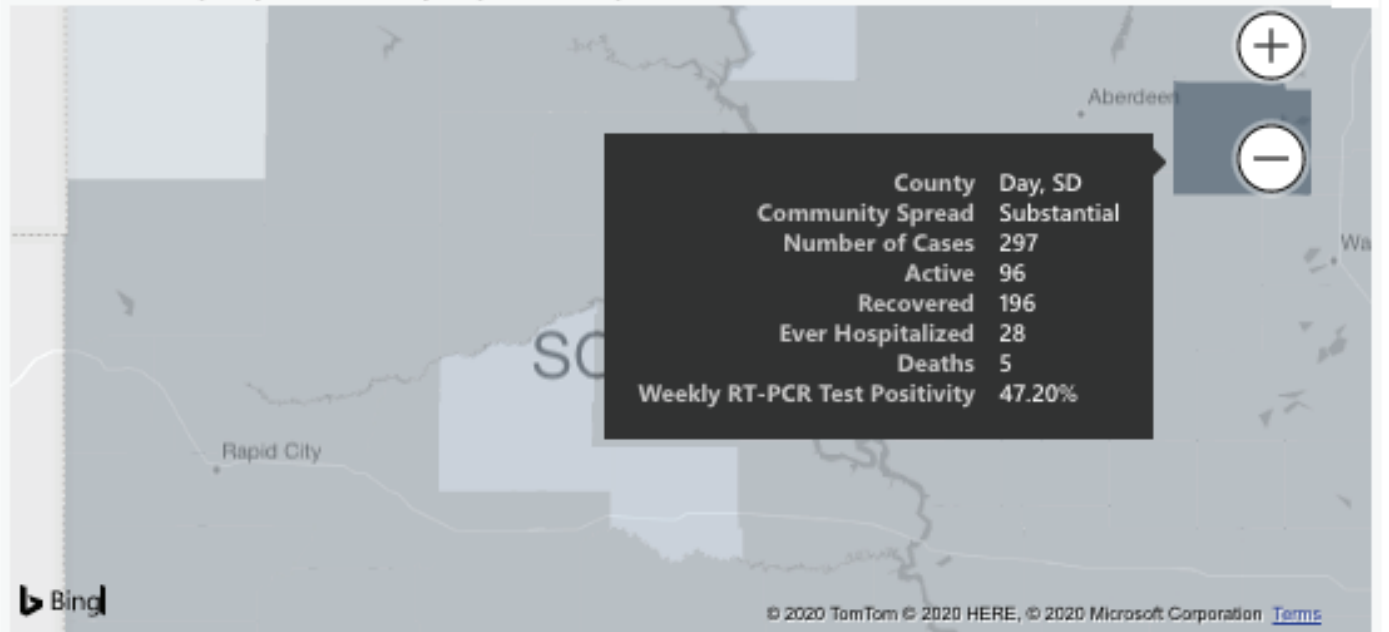 Aberdeen
County Day, SD
Community Spread Substantial
Number of Cases 297
Wa
Active 96
Recovered 196
Ever Hospitalized 28
SO
Deaths 5
Weekly RT-PCR Test Positivity 47.20%
Rapid City
Bing
© 2020 TomTom © 2020 HERE, © 2020 Microsoft Corporation Terms